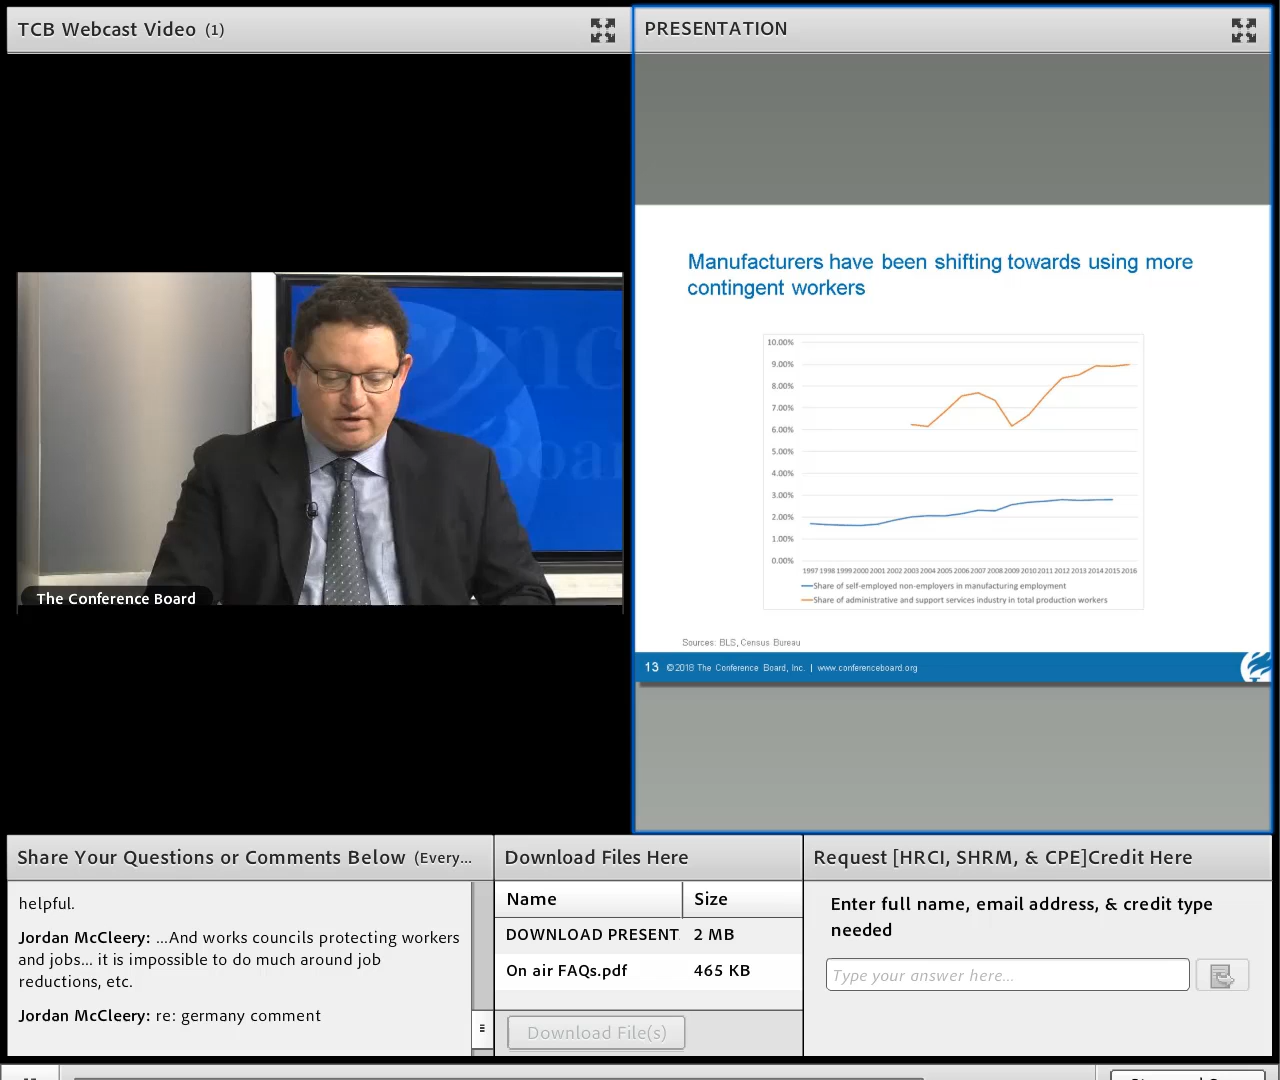 TCB Webcast Video (1)
PRESENTATION
The Conference Board
Manufacturers have been shifting towards using more
contingent workers
10.00%
9.00%
8.00%
7.00%
6.00%
5.00%
4.00%
3.00%
2.00%
1.00%
0.00%
1997 1998 1999 2000 2001 2002 2003 2004 2005 2006 2007 2008 2009 2010 2011 2012 2013 2014 2015 2016
Share of self-employed non-employers in manufacturing employment
Share of administrative and support services industry in total production workers
Sources: BLS, Census Bureau
13 ©2018 The Conference Board, Inc. | www.conferenceboard.org
Share Your Questions or Comments Below (Every...
helpful.
Jordan McCleery: ...And works councils protecting workers
and jobs... it is impossible to do much around job
reductions, etc.
Jordan McCleery: re: germany comment
Download Files Here
Name Size
DOWNLOAD PRESENT 2 MB
On air FAQs.pdf 465 KB
Download File(s)
Request [HRCI, SHRM, & CPE]Credit Here
Enter full name, email address, & credit type
needed
Type your answer here...